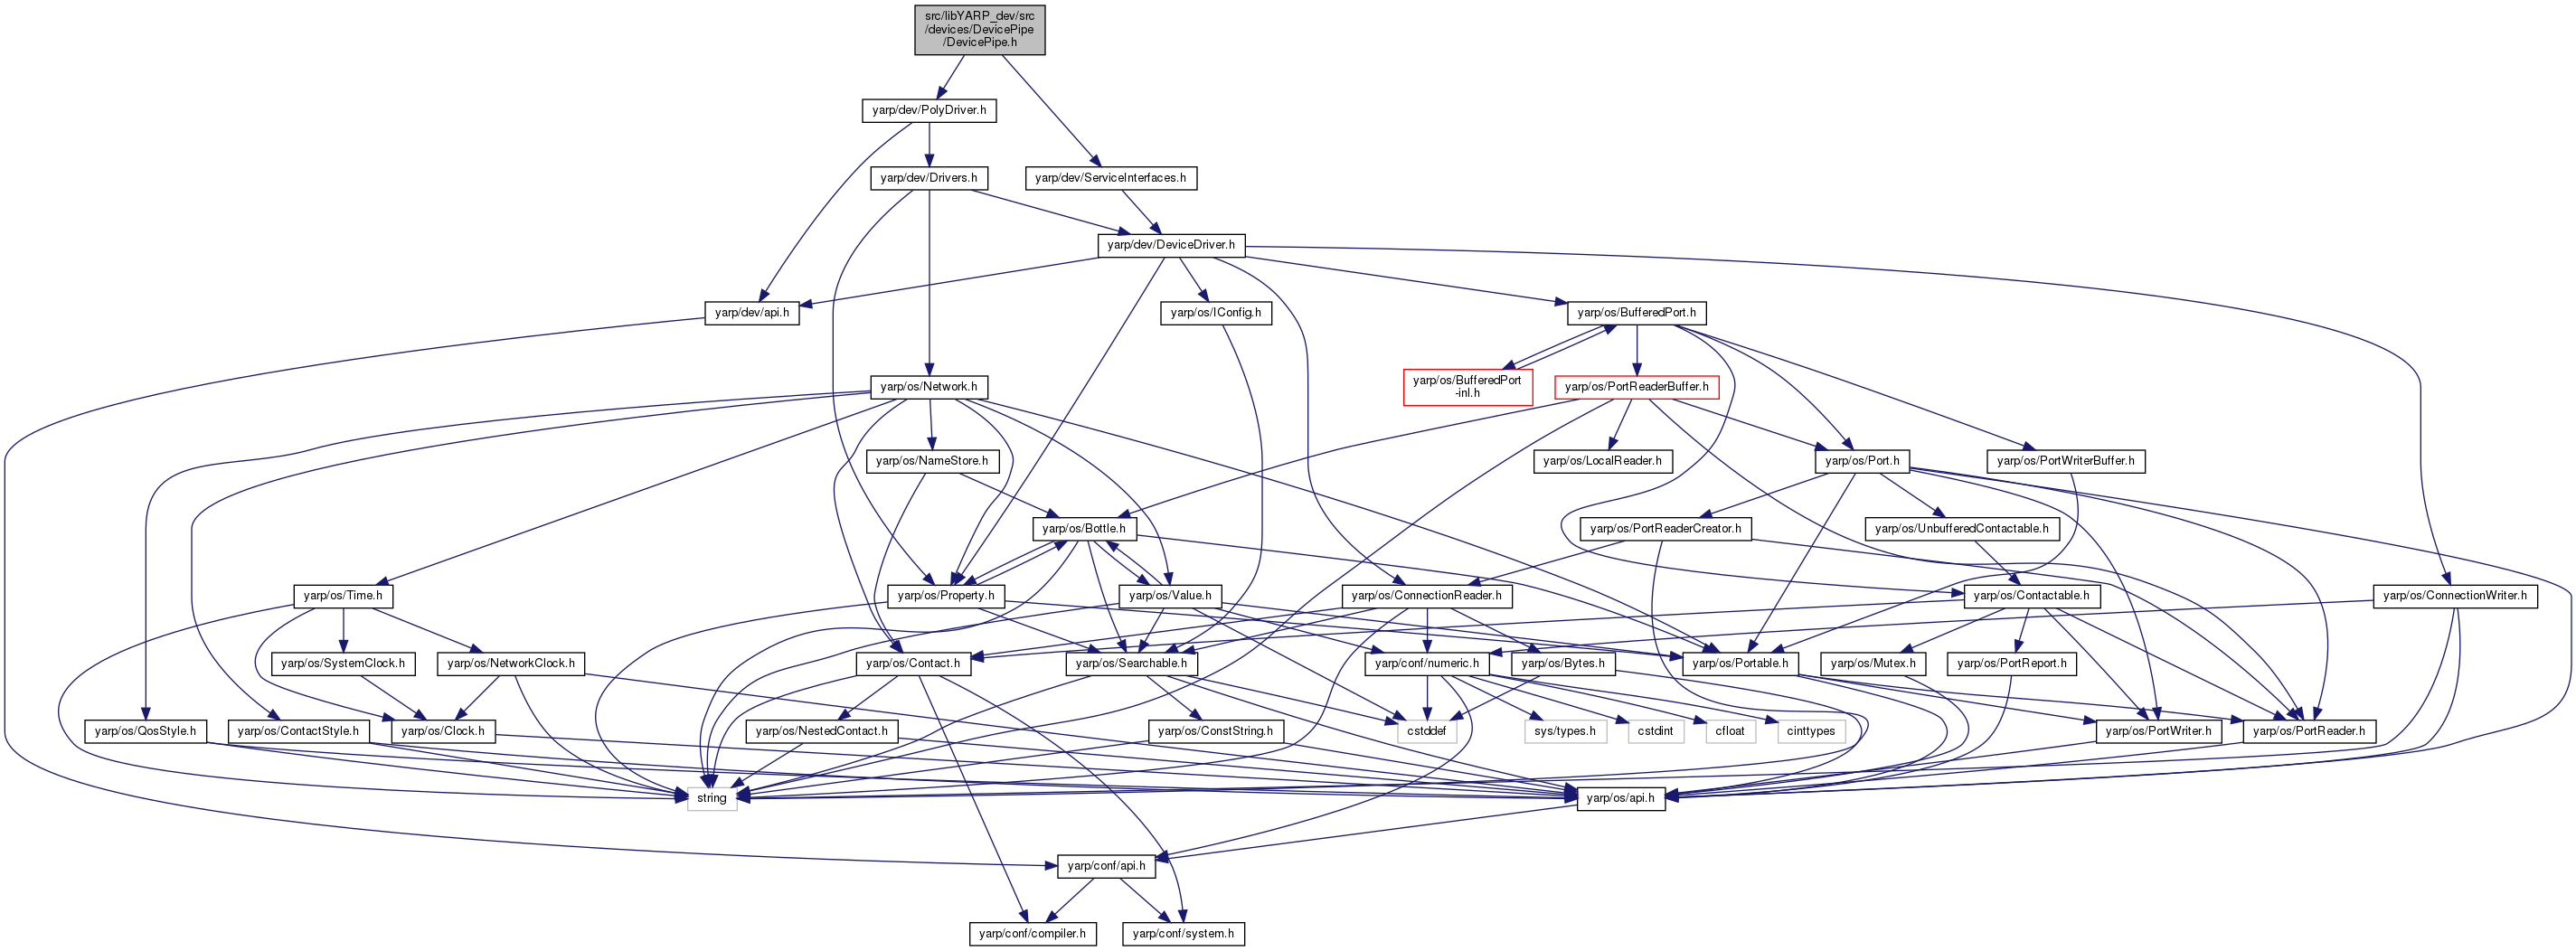 src/libYARP_dev/src
/devices/DevicePipe
/DevicePipe.h
yarp/dev/PolyDriver.h
yarp/dev/Drivers.h
yarp/dev/ServiceInterfaces.h
yarp/dev/DeviceDriver.h
yarp/dev/api.h
yarp/os/IConfig.h
yarp/os/BufferedPort.h
yarp/os/Network.h
yarp/os/BufferedPort
-inl.h
yarp/os/PortReaderBuffer.h
yarp/os/NameStore.h
yarp/os/LocalReader.h
yarp/os/Port.h
yarp/os/PortWriterBuffer.h
yarp/os/Bottle.h
yarp/os/PortReaderCreator.h
yarp/os/UnbufferedContactable.h
yarp/os/Time.h
yarp/os/Property.h
yarp/os/Value.h
yarp/os/ConnectionReader.h
yarp/os/Contactable.h
yarp/os/ConnectionWriter.h
yarp/os/SystemClock.h
yarp/os/NetworkClock.h
yarp/os/Contact.h
yarp/os/Searchable.h
yarp/conf/numeric.h
yarp/os/Bytes.h
yarp/os/Portable.h
yarp/os/Mutex.h
yarp/os/PortReport.h
yarp/os/QosStyle.h
yarp/os/ContactStyle.h
yarp/os/Clock.h
yarp/os/NestedContact.h
yarp/os/ConstString.h
cstddef
sys/types.h
cstdint
cfloat
cinttypes
yarp/os/PortWriter.h
yarp/os/PortReader.h
string
yarp/os/api.h
yarp/conf/api.h
yarp/conf/compiler.h
yarp/conf/system.h